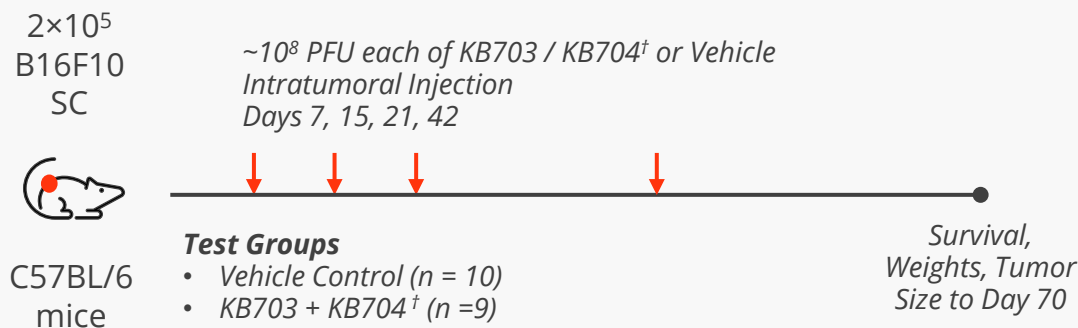 2×10⁵
B16F10
SC
~10⁸ PFU each of KB703 / KB704† or Vehicle
Intratumoral Injection
Days 7, 15, 21, 42
C57BL/6
mice
Test Groups
• Vehicle Control (n = 10)
• KB703 + KB704 † (n =9)
Survival,
Weights, Tumor
Size to Day 70